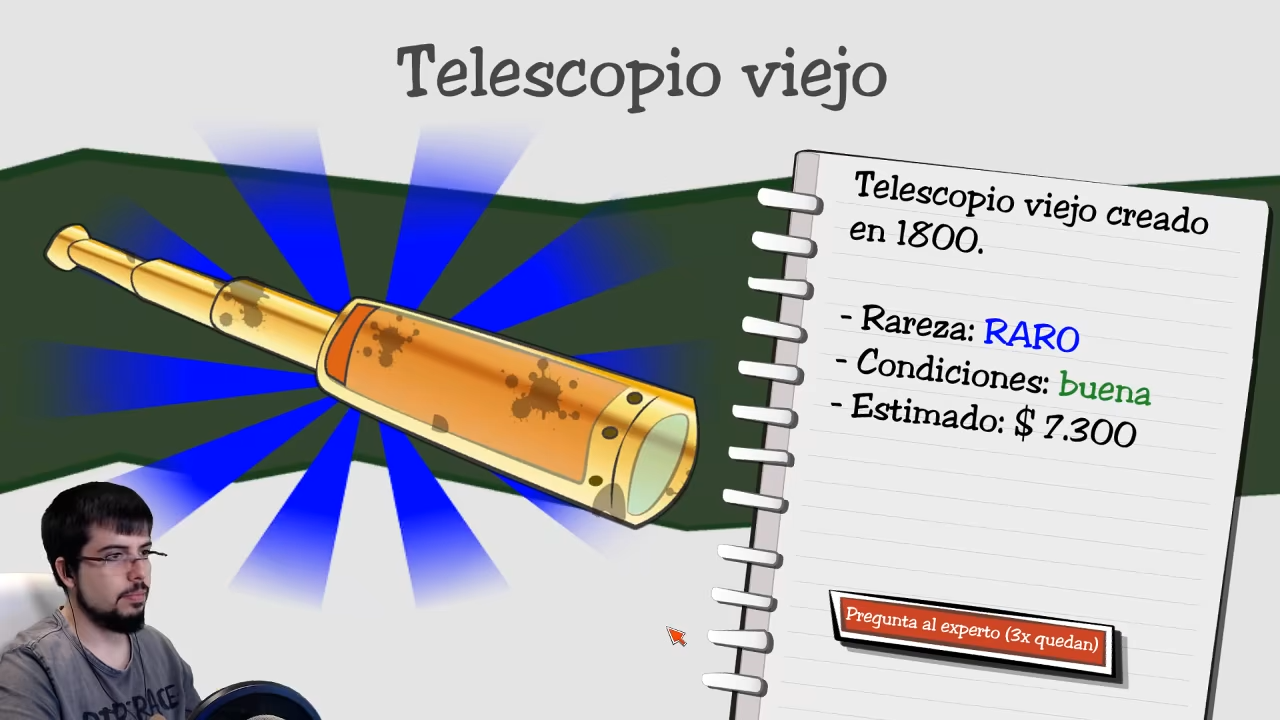 Telescopio viejo
Telescopio viejo creado
en 1800.
- Rareza: RARO
- Condiciones: buena
- Estimado: $ 7.300
Pregunta al experto (3x quedan)